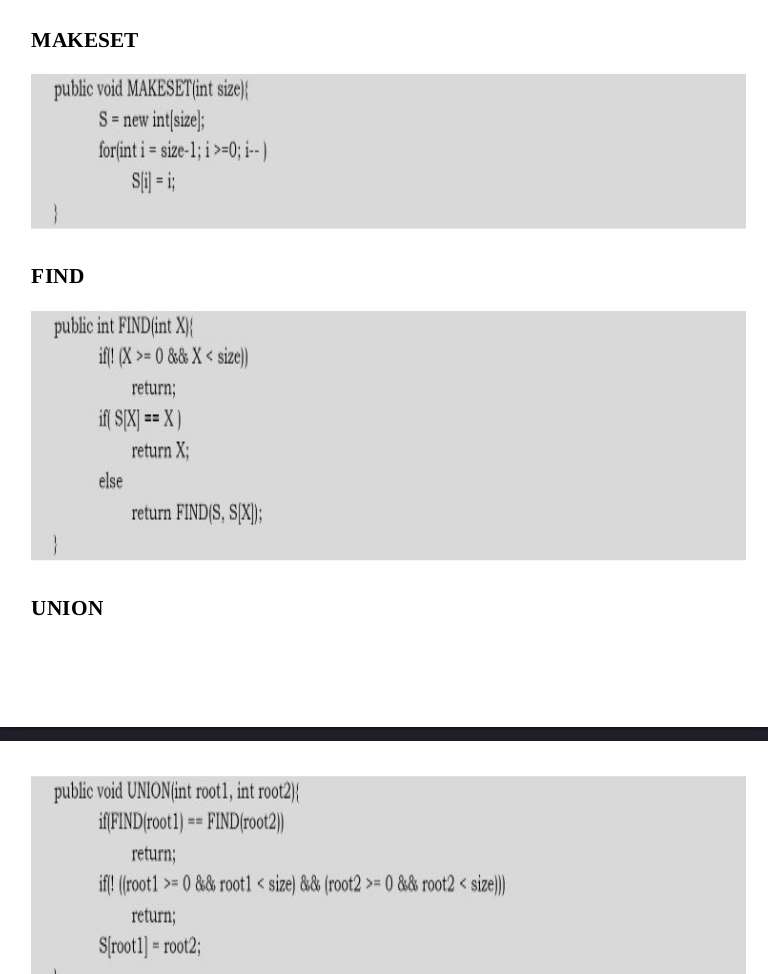 MAKESET
public void MAKESET(int size){
S = new int[size];
for(int i = size-1; i >=0; i-- )
S[i] = i;
}
FIND
public int FIND(int X){
if(! (X >= 0 && X < size))
return;
if( S[X] == X )
return X;
else
return FIND(S, S[X]);
}
UNION
public void UNION(int root1, int root2){
if(FIND(root1) == FIND(root2))
return;
if(! ((root1 >= 0 && root1 < size) && (root2 >= 0 && root2 < size)))
return;
S[root1] = root2;